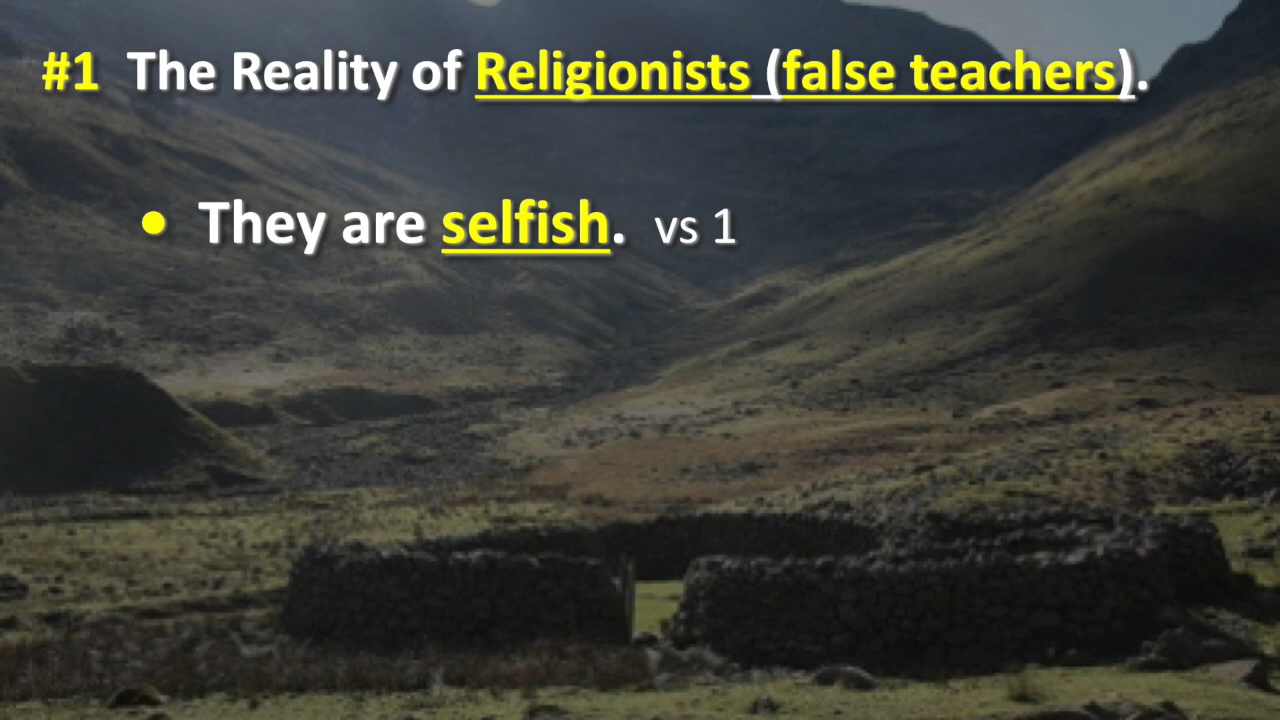 #1 The Reality of Religionists (false teachers).
• They are selfish. vs 1